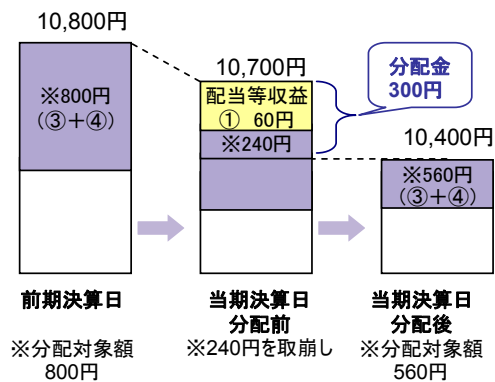 10,800円
※800円
(③+④)
前期決算日
※分配対象額
800円
10,700円
配当等収益
① 60円
※240円
当期決算日
分配前
※240円を取崩し
分配金
300円
10,400円
※560円
(③+④)
当期決算日
分配後
※分配対象額
560円